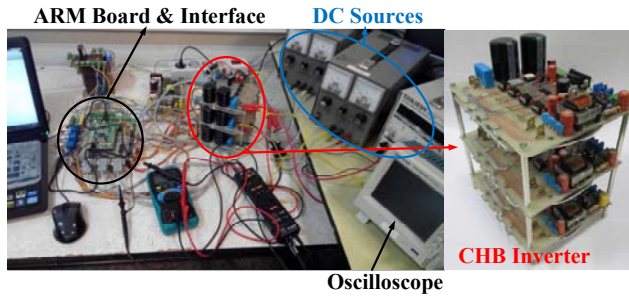 ARM Board & Interface
DC Sources
CHB Inverter
Oscilloscope